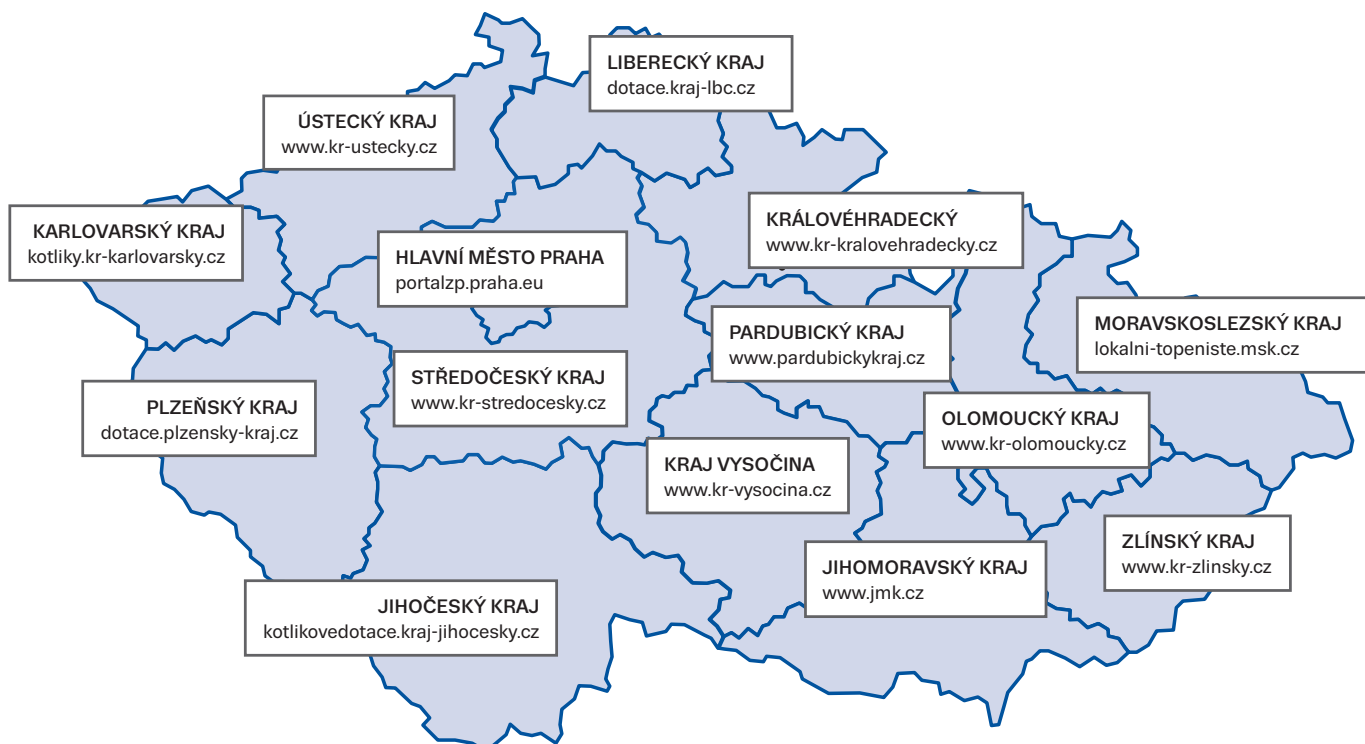 LIBERECKÝ KRAJ
dotace.kraj-lbc.cz
ÚSTECKÝ KRAJ
www.kr-ustecky.cz
KARLOVARSKÝ KRAJ
kotliky.kr-karlovarsky.cz
HLAVNÍ MĚSTO PRAHA
portalzp.praha.eu
KRÁLOVÉHRADECKÝ
www.kr-kralovehradecky.cz
PARDUBICKÝ KRAJ
www.pardubickykraj.cz
MORAVSKOSLEZSKÝ KRAJ
lokalni-topeniste.msk.cz
STŘEDOČESKÝ KRAJ
www.kr-stredocesky.cz
PLZEŇSKÝ KRAJ
dotace.plzensky-kraj.cz
OLOMOUCKÝ KRAJ
www.kr-olomoucky.cz
KRAJ VYSOČINA
www.kr-vysocina.cz
ZLÍNSKÝ KRAJ
www.kr-zlinsky.cz
JIHOMORAVSKÝ KRAJ
www.jmk.cz
JIHOČESKÝ KRAJ
kotlikovedotace.kraj-jihocesky.cz